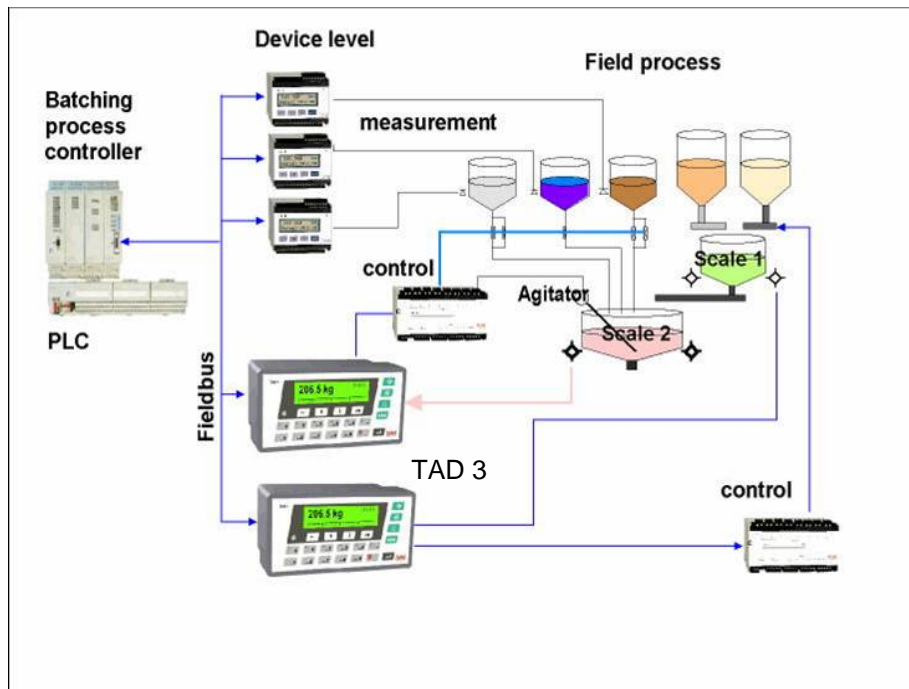 Device level
Field process
Batching
process
controller
measurement
Scale 1
control
Agitator
Scale 2
PLC
Fieldbus
206.5 kg
TAD 3
206.5 kg
control